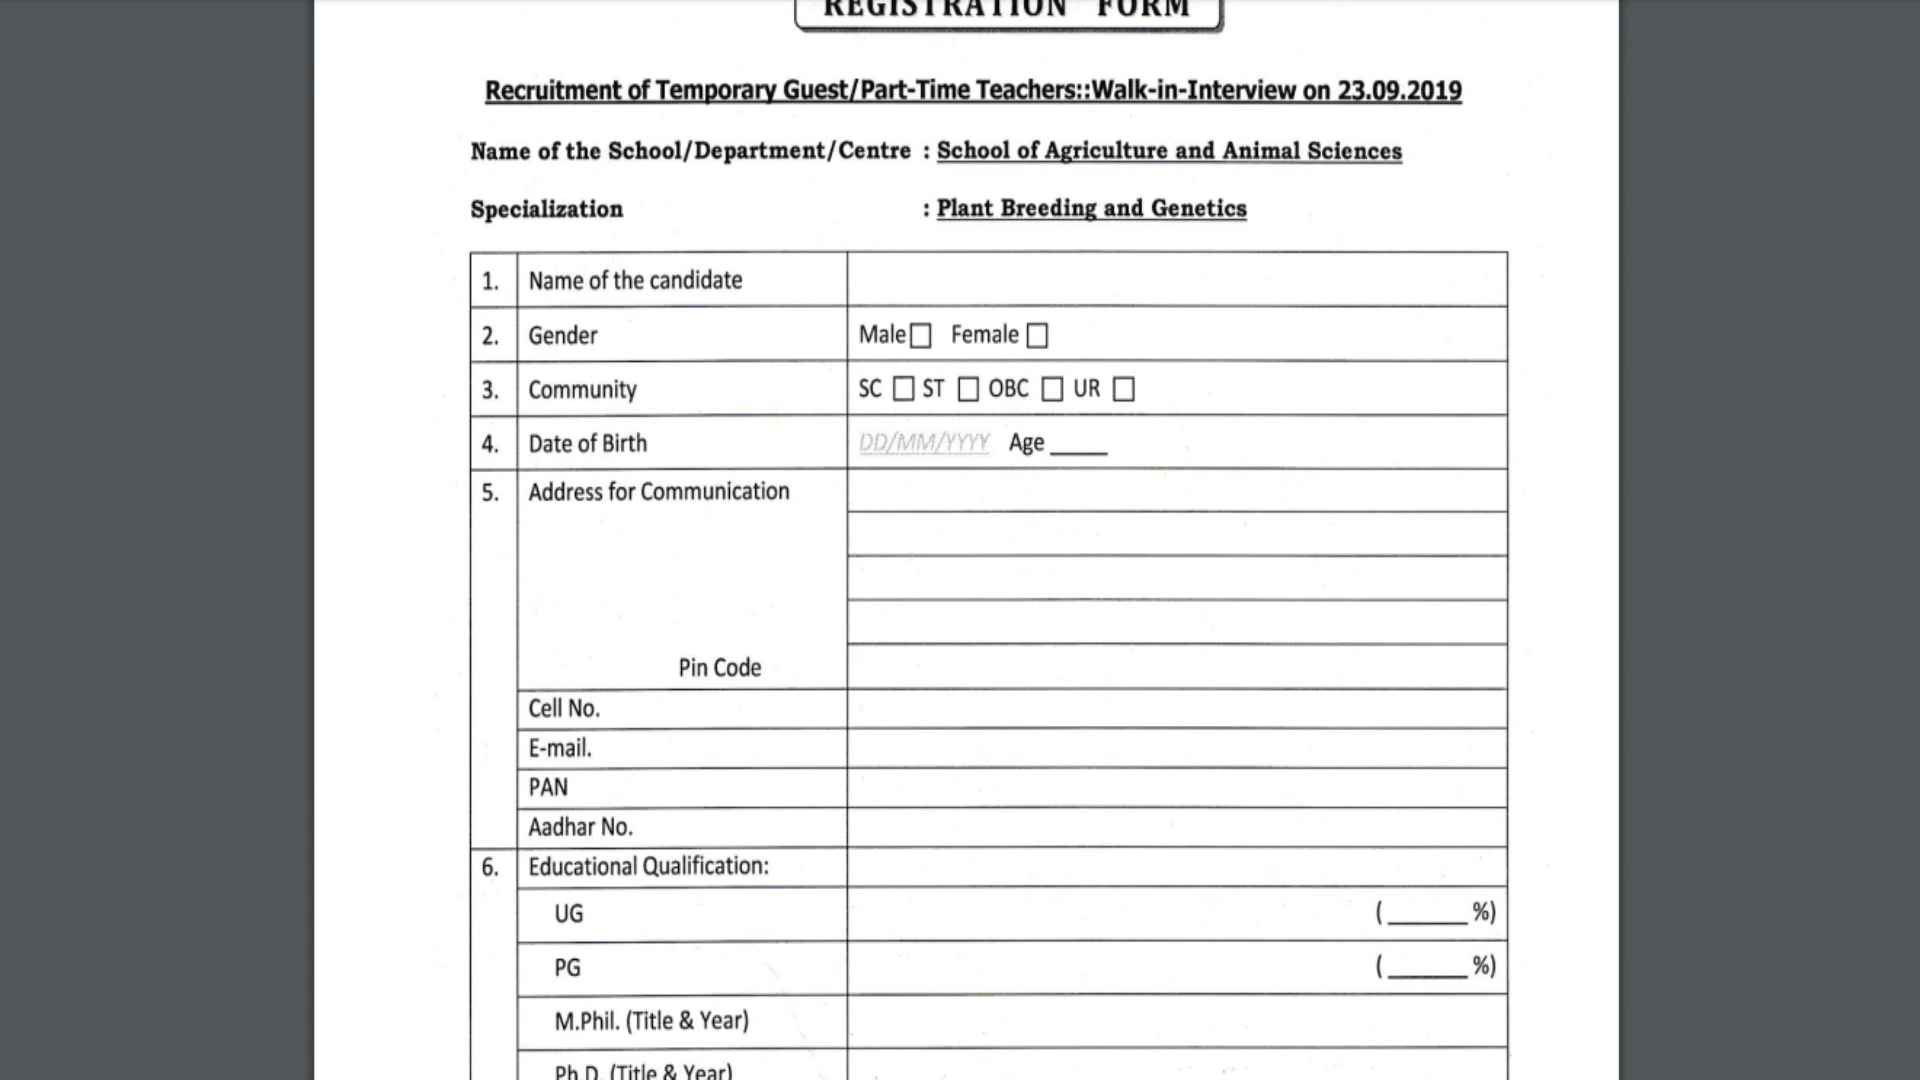 REGISTRATION FORM
Recruitment of Temporary Guest/Part-Time Teachers::Walk-in-Interview on 23.09.2019
Name of the School/Department/Centre : School of Agriculture and Animal Sciences
Specialization : Plant Breeding and Genetics
1. Name of the candidate
2. Gender Male☐ Female ☐
3. Community SC ☐ ST ☐ OBC ☐ UR ☐
4. Date of Birth DD/MM/YYYY Age _____
5. Address for Communication
Pin Code
Cell No.
E-mail.
PAN
Aadhar No.
6. Educational Qualification:
UG (_______%)
PG (_______%)
M.Phil. (Title & Year)
Ph.D. (Title & Year)